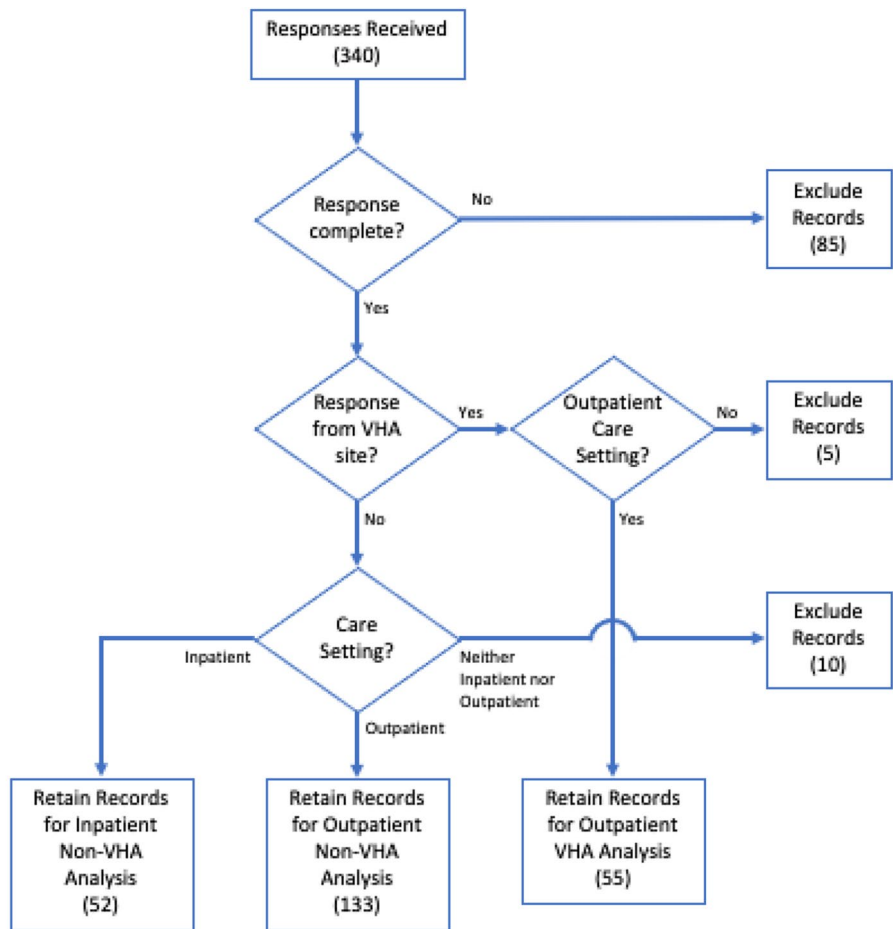 Responses Received
(340)
Response
complete?
No
Exclude
Records
(85)
Yes
Response
from VHA
site?
Yes
Outpatient
Care
Setting?
No
Exclude
Records
(5)
No
Yes
Care
Setting?
Inpatient
Neither
Inpatient nor
Outpatient
Exclude
Records
(10)
Outpatient
Retain Records
for Inpatient
Non-VHA
Analysis
(52)
Retain Records
for Outpatient
Non-VHA
Analysis
(133)
Retain Records
for Outpatient
VHA Analysis
(55)